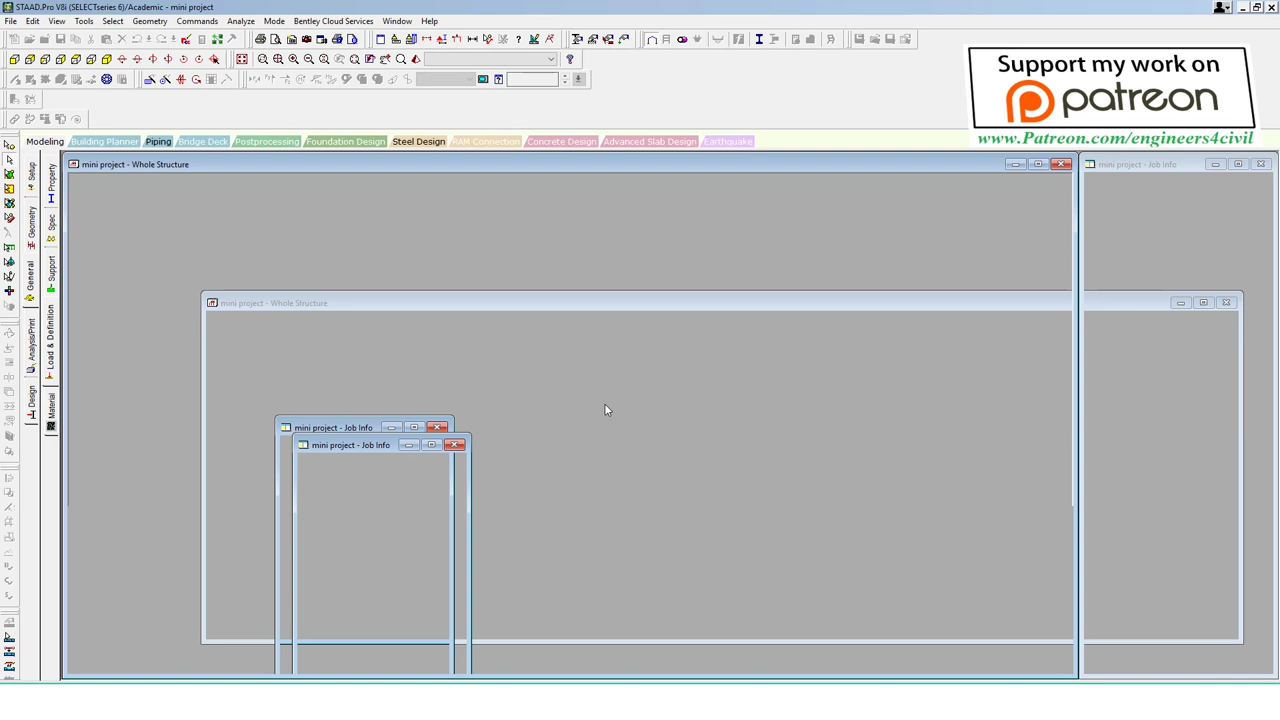 STAAD.Pro V8i (SELECTseries 6)/Academic - mini project
File Edit View Tools Select Geometry Commands Analyze Mode Bentley Cloud Services Window Help
Support my work on
patreon
www.Patreon.com/engineers4civil
Modeling Building Planner Piping Bridge Deck Postprocessing Foundation Design Steel Design RAM Connection Concrete Design Advanced Slab Design Earthquake
mini project - Whole Structure
mini project - Job Info
Setup
Geometry
General
Analysis/Print
Design
Property
Spec
Support
Load & Definition
Material
mini project - Whole Structure
mini project - Job Info
mini project - Job Info